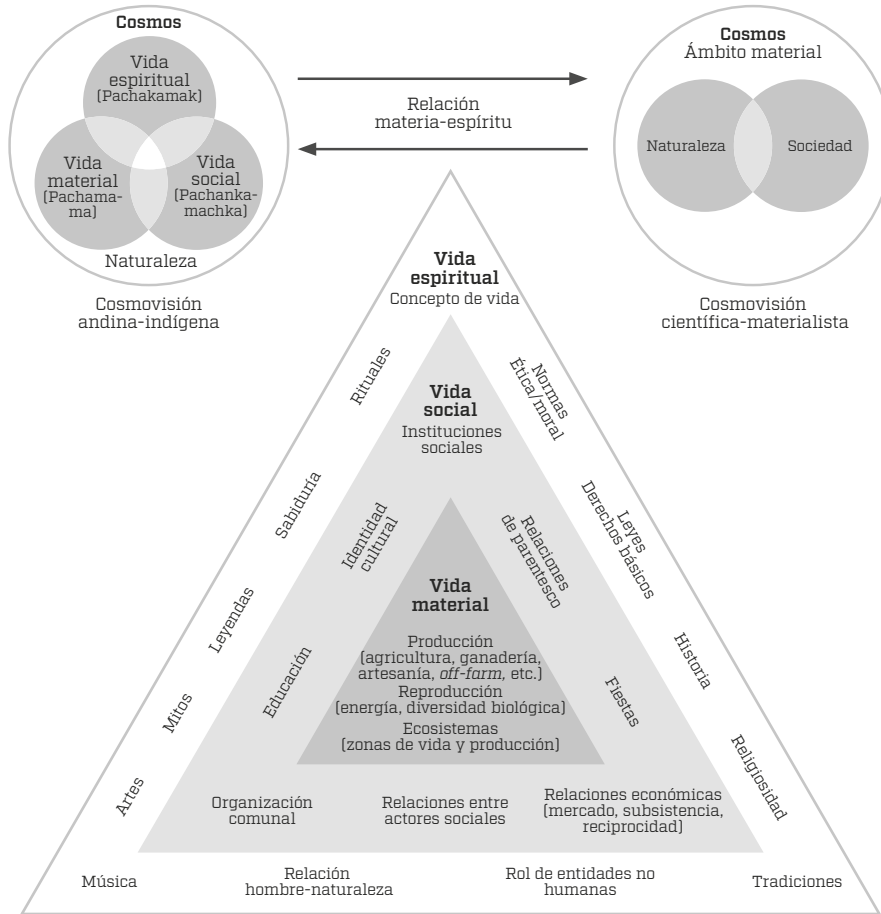 Cosmos
Vida
espiritual
(Pachakamak)
Vida
material
(Pachama-
ma)
Vida
social
(Pachanka-
machka)
Naturaleza
Cosmovisión
andina-indígena
Relación
materia-espíritu
Cosmos
Ámbito material
Naturaleza
Sociedad
Cosmovisión
científica-materialista
Vida
espiritual
Concepto de vida
Rituales
Sabiduría
Leyendas
Mitos
Artes
Normas
Ética/moral
Leyes
Derechos básicos
Historia
Religiosidad
Música
Relación
hombre-naturaleza
Rol de entidades no
humanas
Tradiciones
Vida
social
Instituciones
sociales
Identidad
cultural
Relaciones
de parentesco
Educación
Fiestas
Organización
comunal
Relaciones entre
actores sociales
Relaciones económicas
(mercado, subsistencia,
reciprocidad)
Vida
material
Producción
(agricultura, ganadería,
artesanía, off-farm, etc.)
Reproducción
(energía, diversidad biológica)
Ecosistemas
(zonas de vida y producción)